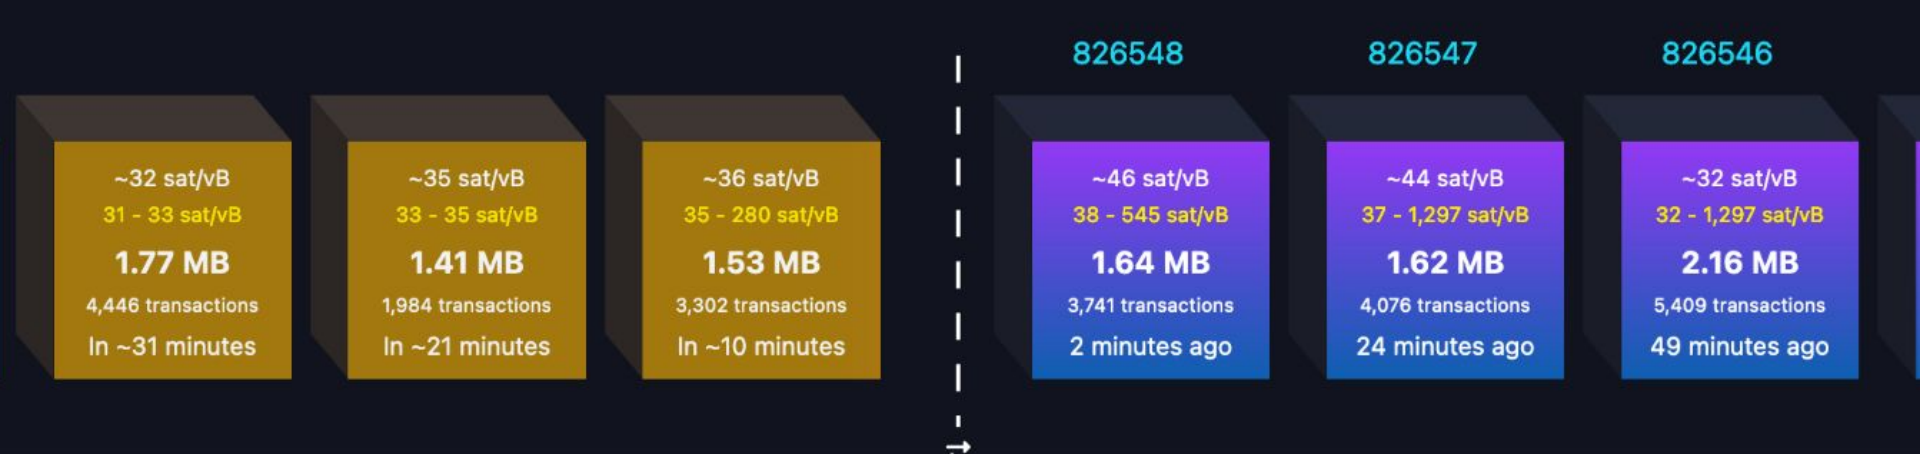 ~32 sat/vB
31 - 33 sat/vB
1.77 MB
4,446 transactions
In ~31 minutes
~35 sat/vB
33 - 35 sat/vB
1.41 MB
1,984 transactions
In ~21 minutes
~36 sat/vB
35 - 280 sat/vB
1.53 MB
3,302 transactions
In ~10 minutes
826548
~46 sat/vB
38 - 545 sat/vB
1.64 MB
3,741 transactions
2 minutes ago
826547
~44 sat/vB
37 - 1,297 sat/vB
1.62 MB
4,076 transactions
24 minutes ago
826546
~32 sat/vB
32 - 1,297 sat/vB
2.16 MB
5,409 transactions
49 minutes ago